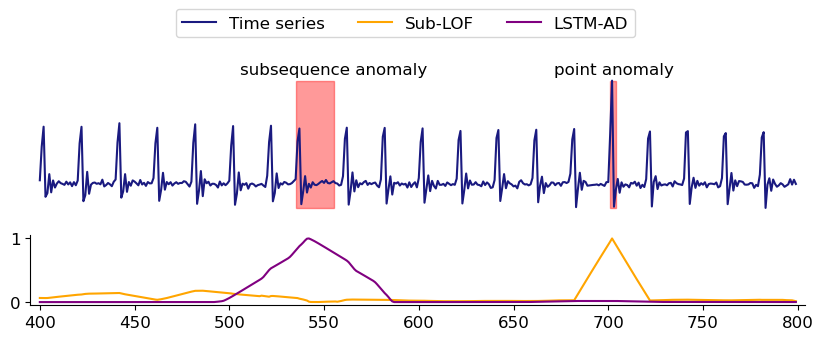 Time series Sub-LOF LSTM-AD
subsequence anomaly point anomaly
1
0
400 450 500 550 600 650 700 750 800